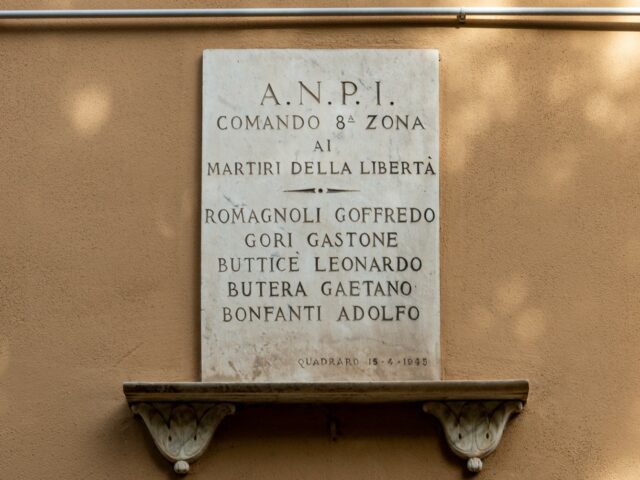 A.N.P.I.
COMANDO 8ª ZONA
AI
MARTIRI DELLA LIBERTÀ
ROMAGNOLI GOFFREDO
GORI GASTONE
BUTTICÈ LEONARDO
BUTERA GAETANO
BONFANTI ADOLFO
QUADRARO 15-4-1945